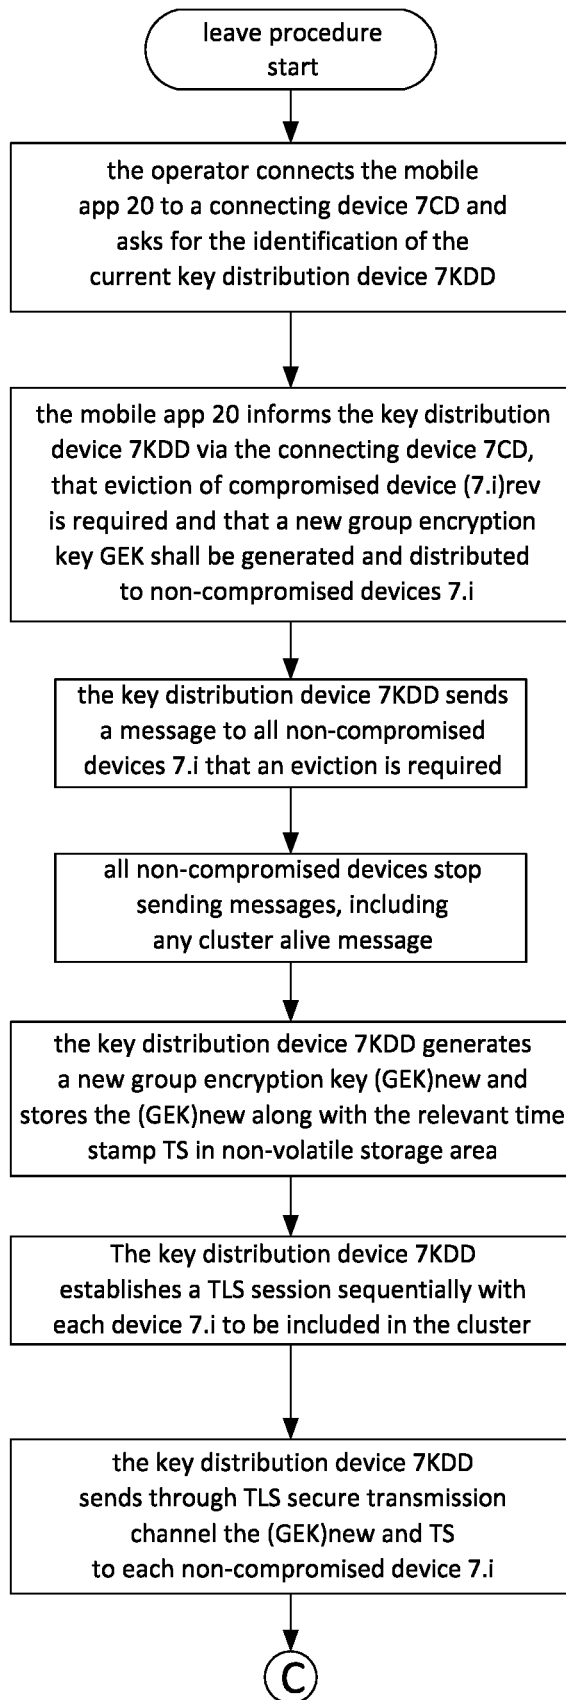 leave procedure
start
the operator connects the mobile
app 20 to a connecting device 7CD and
asks for the identification of the
current key distribution device 7KDD
the mobile app 20 informs the key distribution
device 7KDD via the connecting device 7CD,
that eviction of compromised device (7.i)rev
is required and that a new group encryption
key GEK shall be generated and distributed
to non-compromised devices 7.i
the key distribution device 7KDD sends
a message to all non-compromised
devices 7.i that an eviction is required
all non-compromised devices stop
sending messages, including
any cluster alive message
the key distribution device 7KDD generates
a new group encryption key (GEK)new and
stores the (GEK)new along with the relevant time
stamp TS in non-volatile storage area
The key distribution device 7KDD
establishes a TLS session sequentially with
each device 7.i to be included in the cluster
the key distribution device 7KDD
sends through TLS secure transmission
channel the (GEK)new and TS
to each non-compromised device 7.i
C